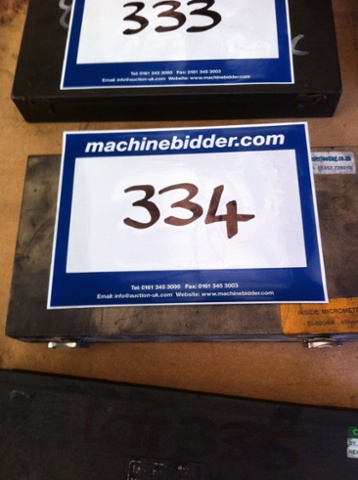 333
Tel: 0161 345 3000 Fax: 0161 345 3003
Email: info@auction-uk.com Website: www.machinebidder.com
machinebidder.com
334
Tel: 0161 345 3000 Fax: 0161 345 3003
Email: info@auction-uk.com Website: www.machinebidder.com
INSIDE MICROMETER
335